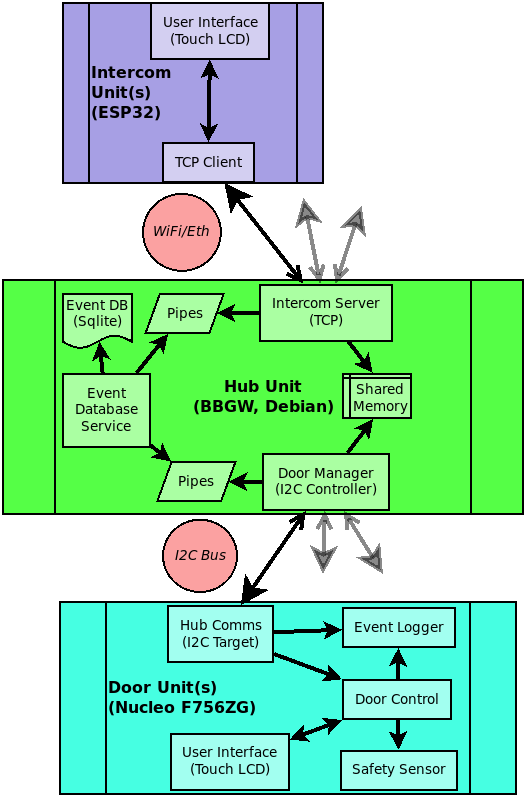 User Interface
(Touch LCD)
Intercom
Unit(s)
(ESP32)
TCP Client
WiFi/Eth
Event DB
(Sqlite)
Pipes
Intercom Server
(TCP)
Hub Unit
(BBGW, Debian)
Shared
Memory
Event
Database
Service
Pipes
Door Manager
(I2C Controller)
I2C Bus
Hub Comms
(I2C Target)
Event Logger
Door Unit(s)
(Nucleo F756ZG)
Door Control
User Interface
(Touch LCD)
Safety Sensor